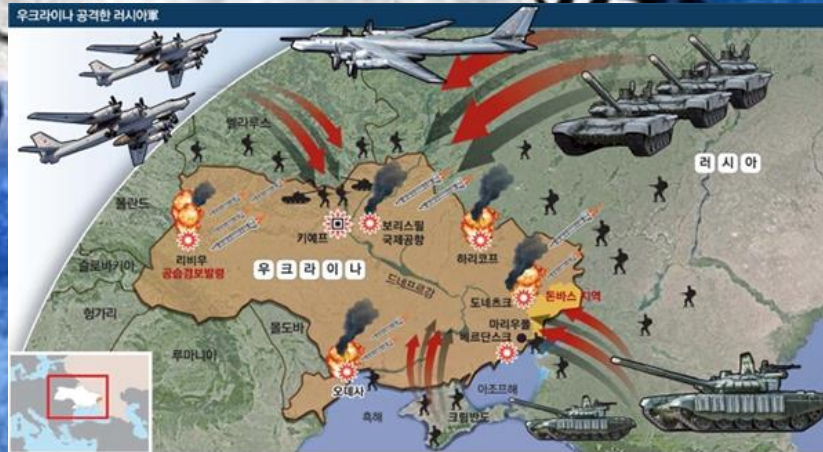 우크라이나 공격한 러시아軍
벨라루스
러시아
폴란드
키예프
보리스필
국제공항
하리코프
리비우
공습경보발령
슬로바키아
우크라이나
드네프르강
도네츠크
돈바스 지역
헝가리
몰도바
마리우폴
베르단스크
루마니아
오데사
아조프해
흑해
크림반도